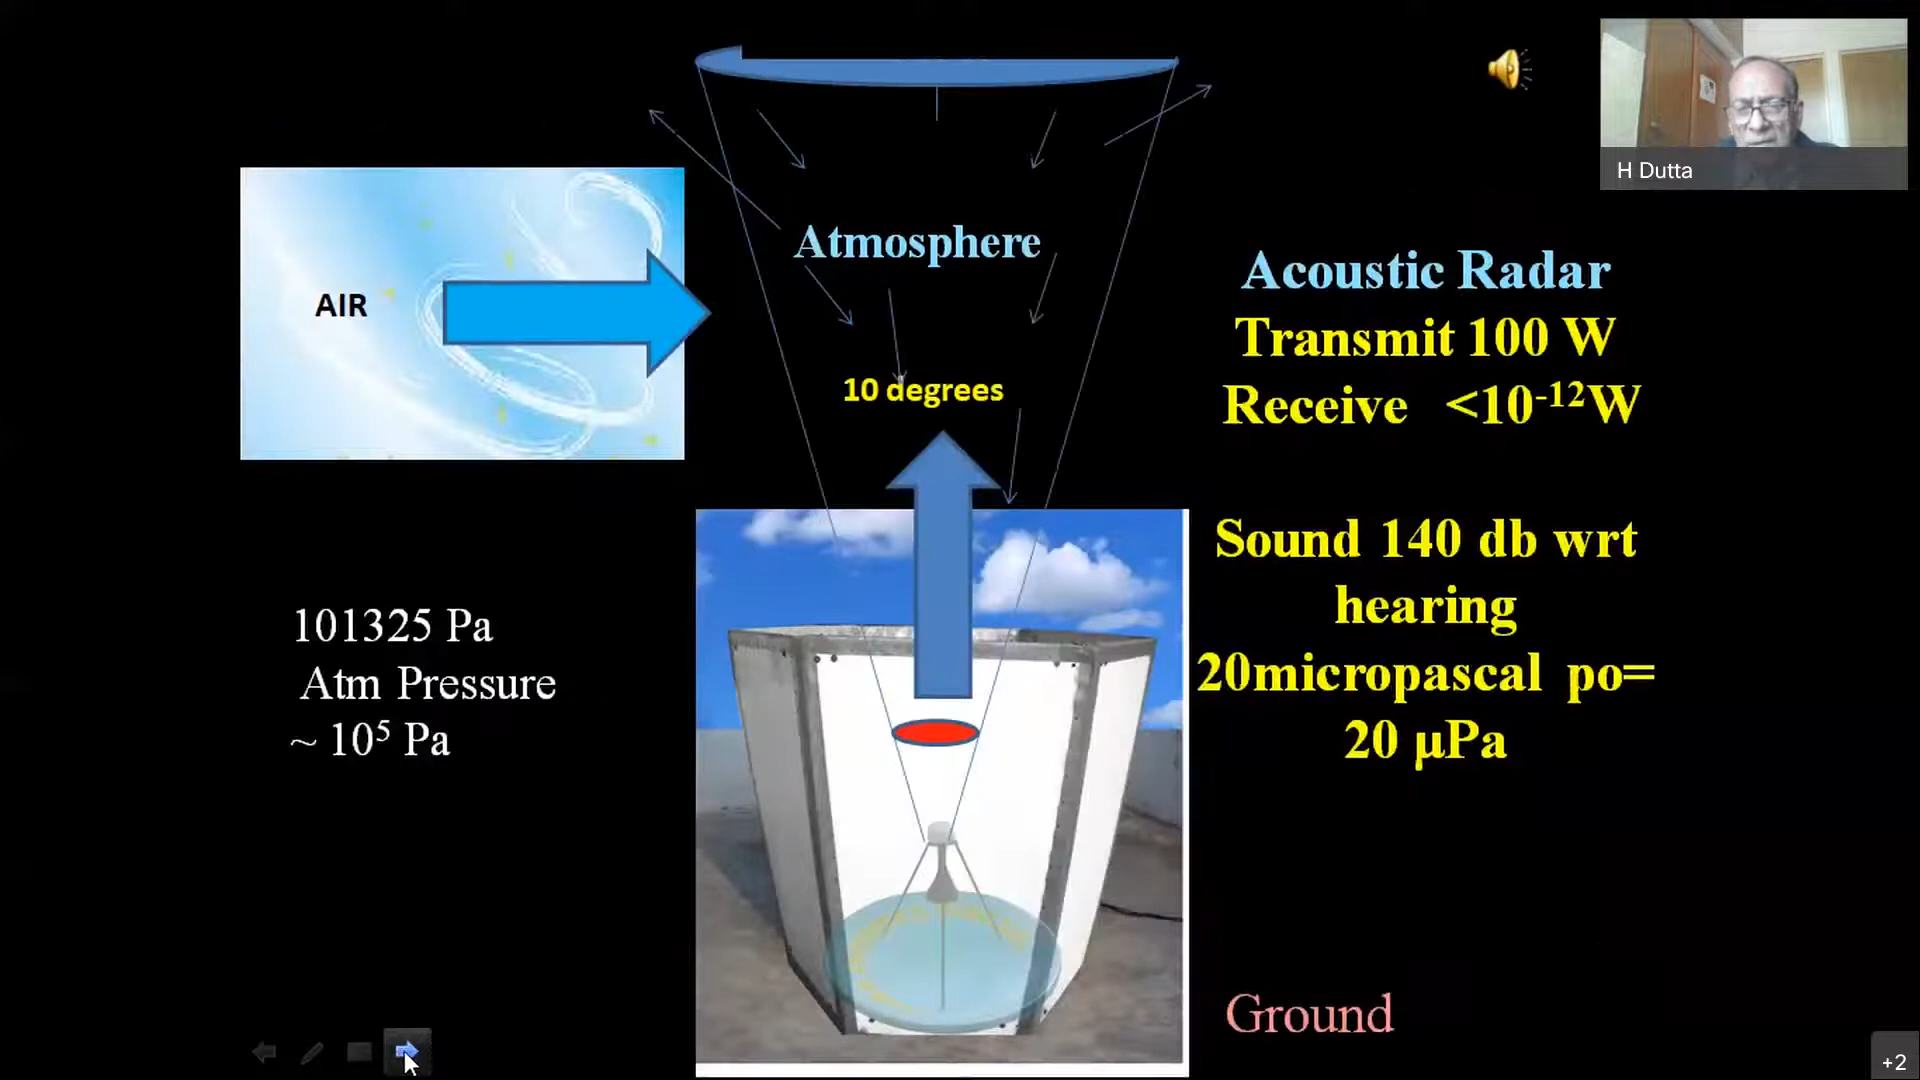 H Dutta
AIR
Atmosphere
10 degrees
Acoustic Radar
Transmit 100 W
Receive <10⁻¹²W
Sound 140 db wrt
hearing
20micropascal po=
20 µPa
101325 Pa
Atm Pressure
~ 10⁵ Pa
Ground
+2